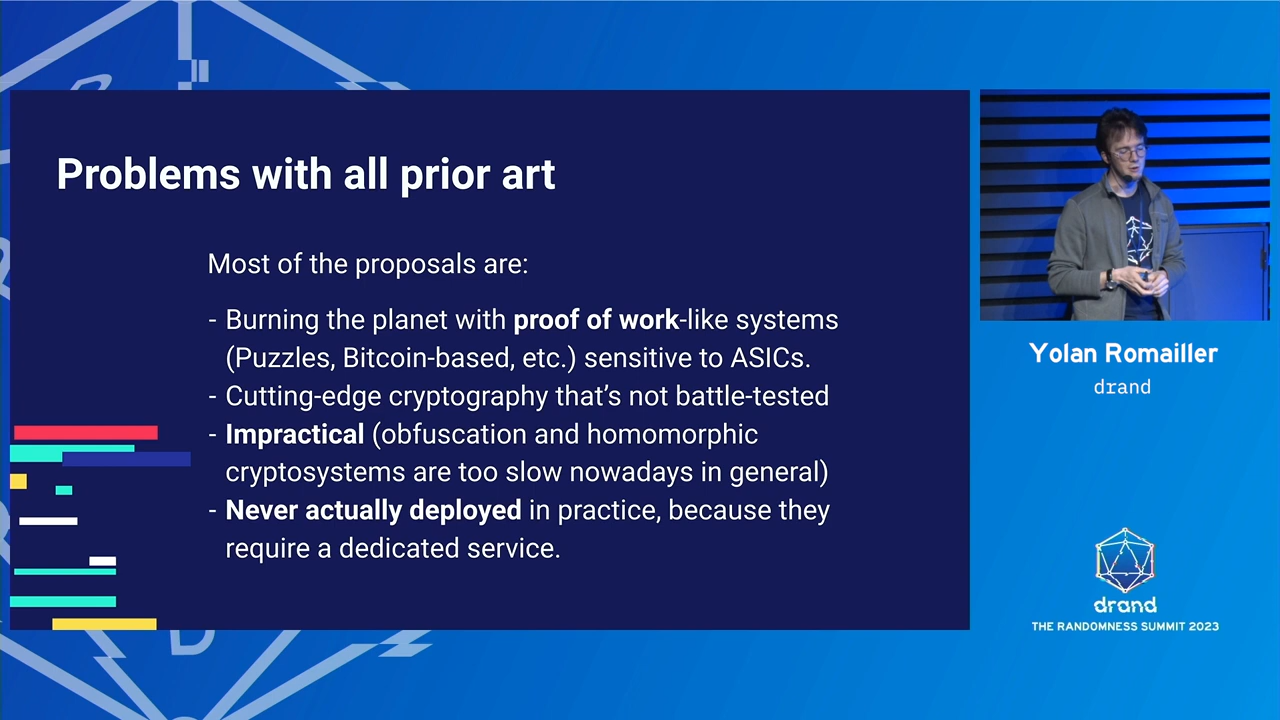 Problems with all prior art
Most of the proposals are:
- Burning the planet with proof of work-like systems
(Puzzles, Bitcoin-based, etc.) sensitive to ASICs.
- Cutting-edge cryptography that’s not battle-tested
- Impractical (obfuscation and homomorphic
cryptosystems are too slow nowadays in general)
- Never actually deployed in practice, because they
require a dedicated service.
Yolan Romailler
drand
drand
THE RANDOMNESS SUMMIT 2023